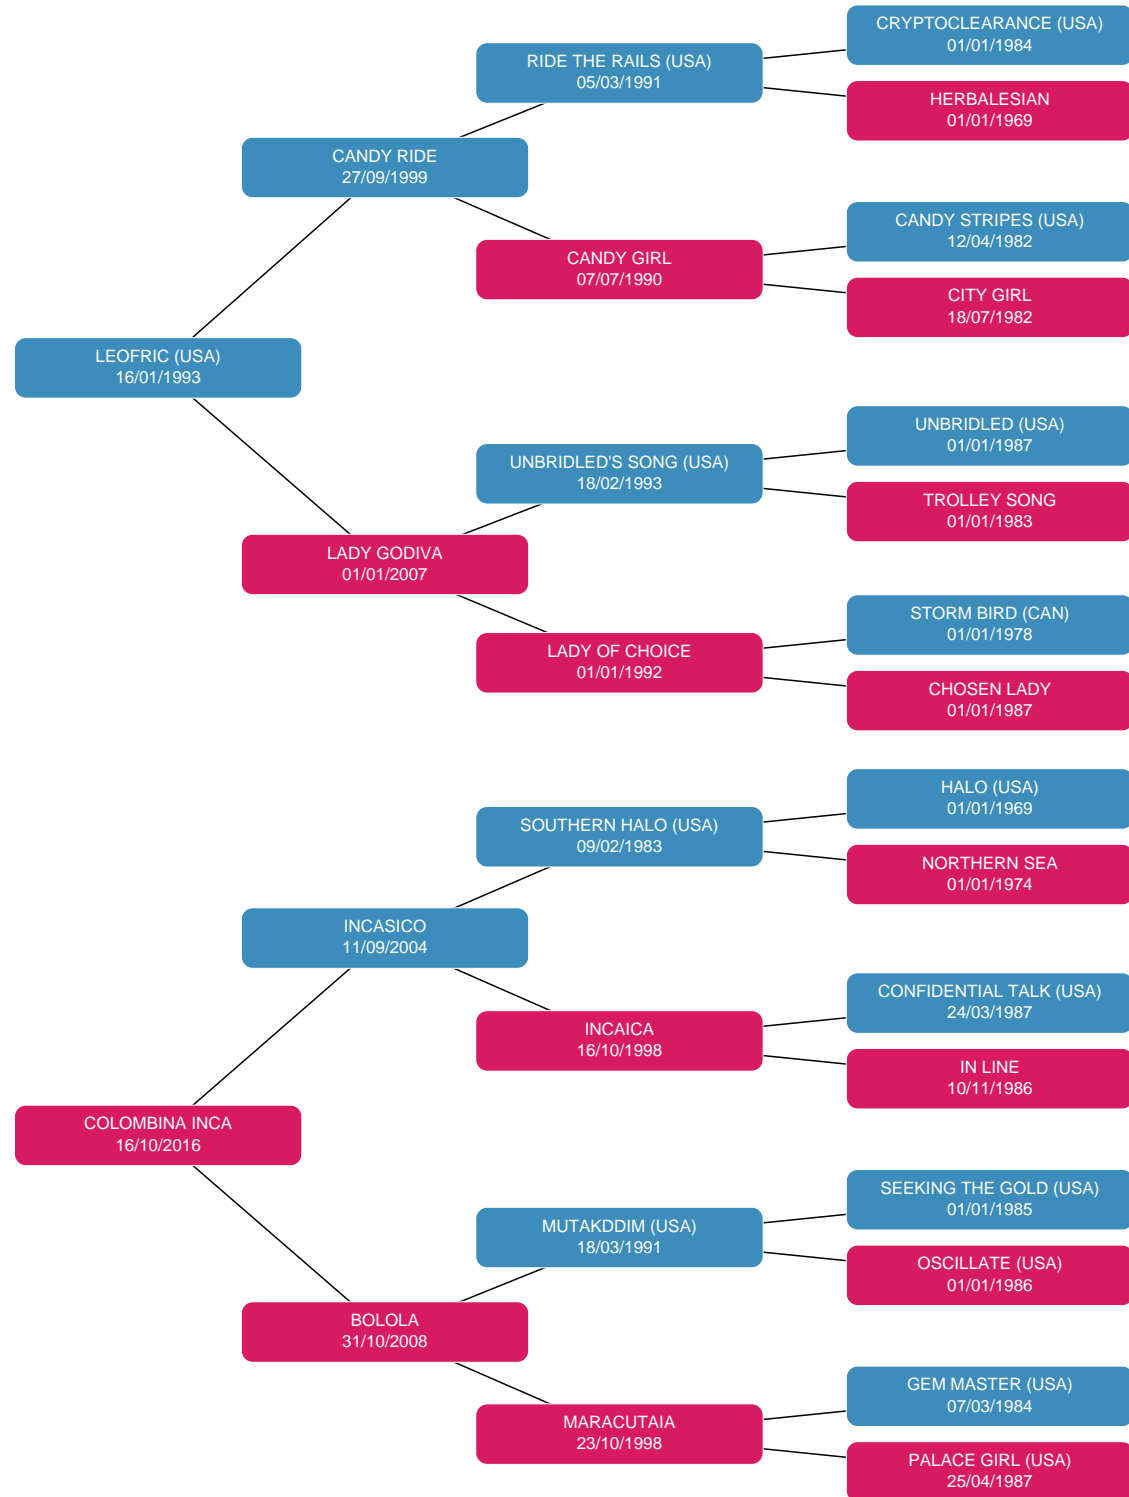 CRYPTOCLEARANCE (USA)
01/01/1984
RIDE THE RAILS (USA)
05/03/1991
HERBALESIAN
01/01/1969
CANDY RIDE
27/09/1999
CANDY STRIPES (USA)
12/04/1982
CANDY GIRL
07/07/1990
CITY GIRL
18/07/1982
LEOFRIC (USA)
16/01/1993
UNBRIDLED (USA)
01/01/1987
UNBRIDLED'S SONG (USA)
18/02/1993
TROLLEY SONG
01/01/1983
LADY GODIVA
01/01/2007
STORM BIRD (CAN)
01/01/1978
LADY OF CHOICE
01/01/1992
CHOSEN LADY
01/01/1987
HALO (USA)
01/01/1969
SOUTHERN HALO (USA)
09/02/1983
NORTHERN SEA
01/01/1974
INCASICO
11/09/2004
CONFIDENTIAL TALK (USA)
24/03/1987
INCAICA
16/10/1998
IN LINE
10/11/1986
COLOMBINA INCA
16/10/2016
SEEKING THE GOLD (USA)
01/01/1985
MUTAKDDIM (USA)
18/03/1991
OSCILLATE (USA)
01/01/1986
BOLOLA
31/10/2008
GEM MASTER (USA)
07/03/1984
MARACUTAIA
23/10/1998
PALACE GIRL (USA)
25/04/1987